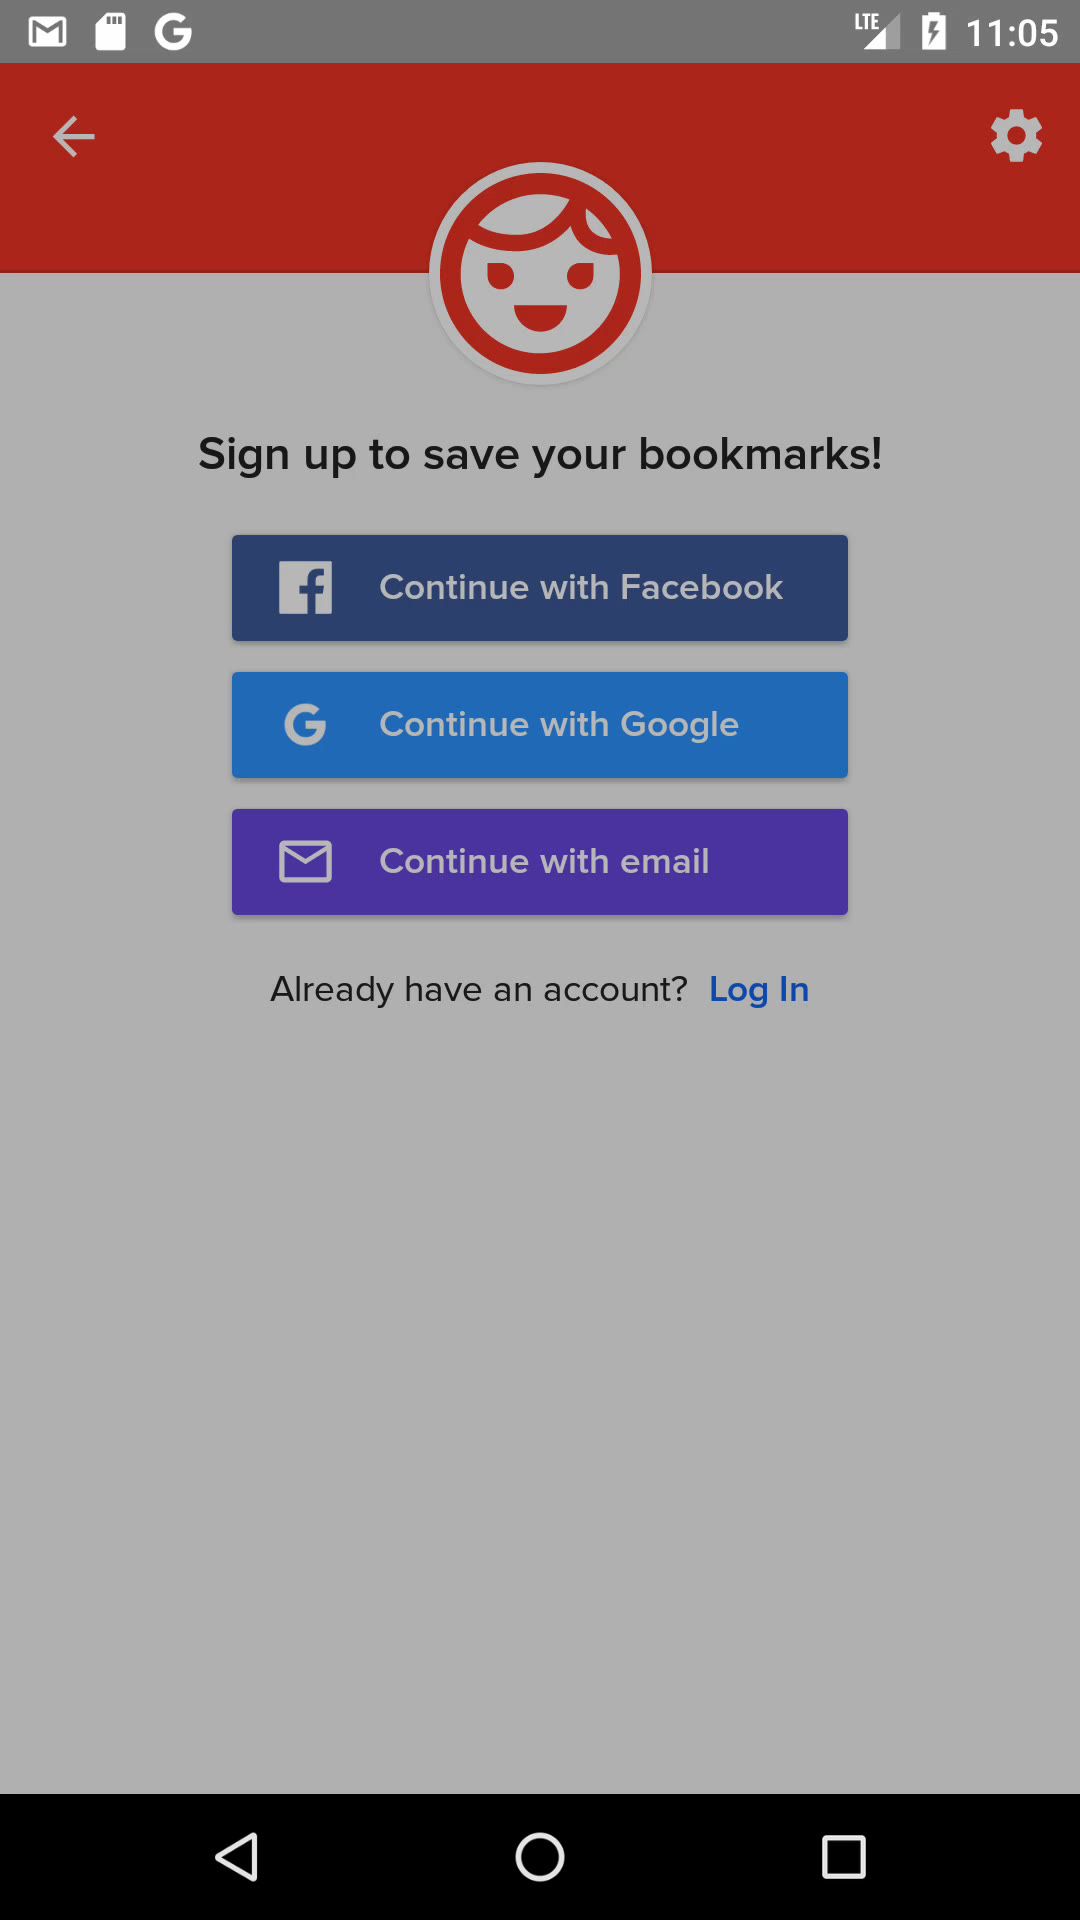 LTE 11:05
Sign up to save your bookmarks!
Continue with Facebook
Continue with Google
Continue with email
Already have an account? Log In